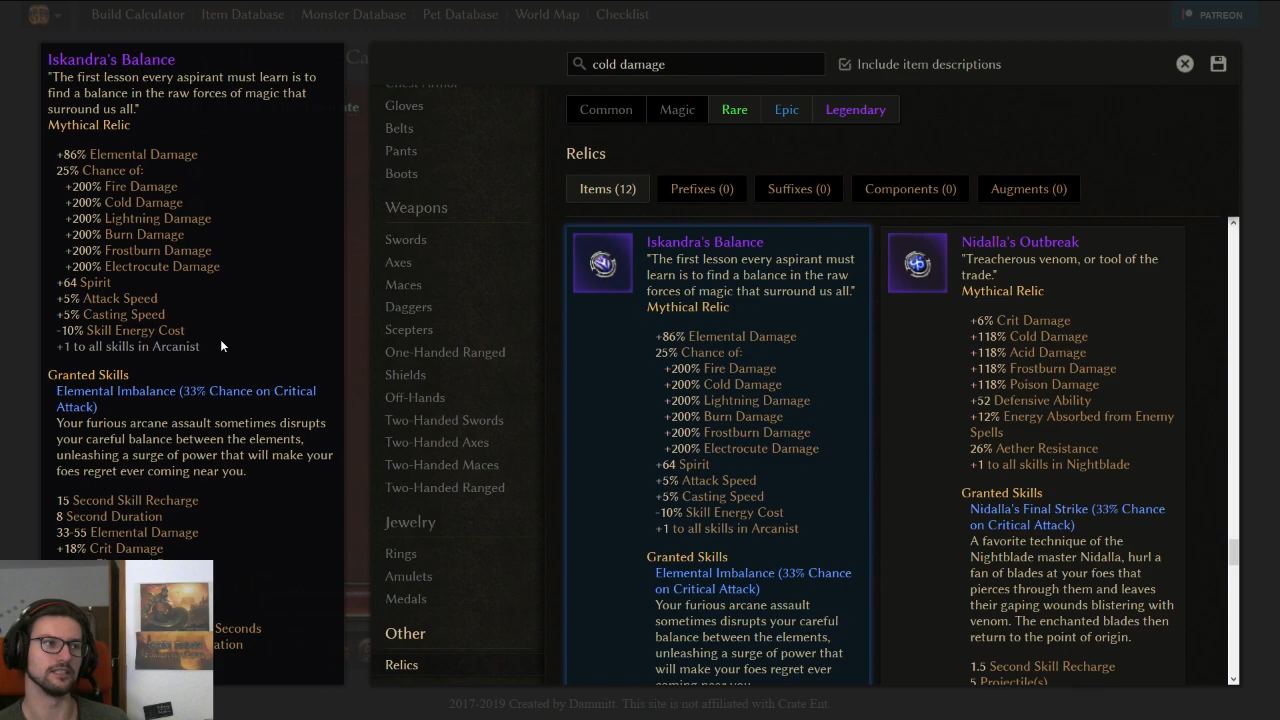 Build Calculator
Item Database
Monster Database
Pet Database
World Map
Checklist
PATREON
Iskandra's Balance
"The first lesson every aspirant must learn is to
find a balance in the raw forces of magic that
surround us all."
Mythical Relic
+86% Elemental Damage
25% Chance of:
+200% Fire Damage
+200% Cold Damage
+200% Lightning Damage
+200% Burn Damage
+200% Frostburn Damage
+200% Electrocute Damage
+64 Spirit
+5% Attack Speed
+5% Casting Speed
-10% Skill Energy Cost
+1 to all skills in Arcanist
Granted Skills
Elemental Imbalance (33% Chance on Critical
Attack)
Your furious arcane assault sometimes disrupts
your careful balance between the elements,
unleashing a surge of power that will make your
foes regret ever coming near you.
15 Second Skill Recharge
8 Second Duration
33-55 Elemental Damage
+18% Crit Damage
Seconds
cold damage
Include item descriptions
Gloves
Belts
Pants
Boots
Weapons
Swords
Axes
Maces
Daggers
Scepters
One-Handed Ranged
Shields
Off-Hands
Two-Handed Swords
Two-Handed Axes
Two-Handed Maces
Two-Handed Ranged
Jewelry
Rings
Amulets
Medals
Other
Relics
Common
Magic
Rare
Epic
Legendary
Relics
Items (12)
Prefixes (0)
Suffixes (0)
Components (0)
Augments (0)
Iskandra's Balance
"The first lesson every aspirant must
learn is to find a balance in the raw
forces of magic that surround us all."
Mythical Relic
+86% Elemental Damage
25% Chance of:
+200% Fire Damage
+200% Cold Damage
+200% Lightning Damage
+200% Burn Damage
+200% Frostburn Damage
+200% Electrocute Damage
+64 Spirit
+5% Attack Speed
+5% Casting Speed
-10% Skill Energy Cost
+1 to all skills in Arcanist
Granted Skills
Elemental Imbalance (33% Chance
on Critical Attack)
Your furious arcane assault
sometimes disrupts your careful
balance between the elements,
unleashing a surge of power that
will make your foes regret ever
coming near you.
Nidalla's Outbreak
"Treacherous venom, or tool of the
trade."
Mythical Relic
+6% Crit Damage
+118% Cold Damage
+118% Acid Damage
+118% Frostburn Damage
+118% Poison Damage
+52 Defensive Ability
+12% Energy Absorbed from Enemy
Spells
26% Aether Resistance
+1 to all skills in Nightblade
Granted Skills
Nidalla's Final Strike (33% Chance
on Critical Attack)
A favorite technique of the
Nightblade master Nidalla, hurl a
fan of blades at your foes that
pierces through them and leaves
their gaping wounds blistering with
venom. The enchanted blades then
return to the point of origin.
1.5 Second Skill Recharge
5 Projectile(s)
2017-2019 Created by Dammitt. This site is not affiliated with Crate Ent.